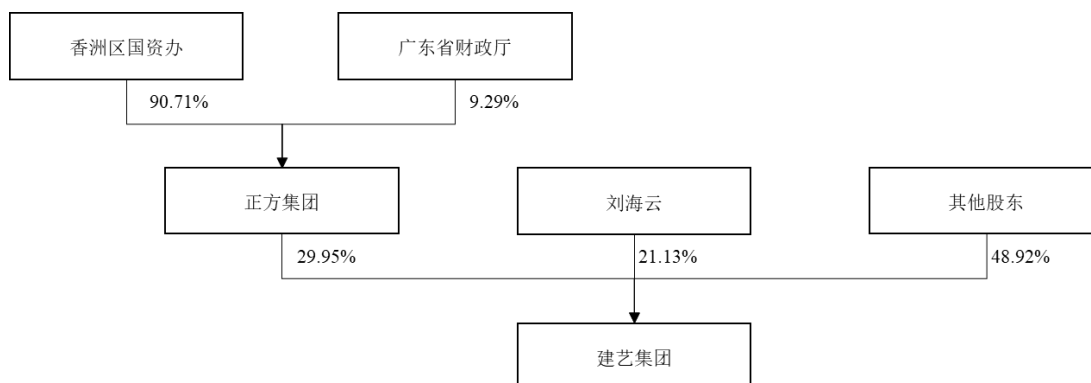 香洲区国资办
广东省财政厅
90.71%
9.29%
正方集团
刘海云
其他股东
29.95%
21.13%
48.92%
建艺集团